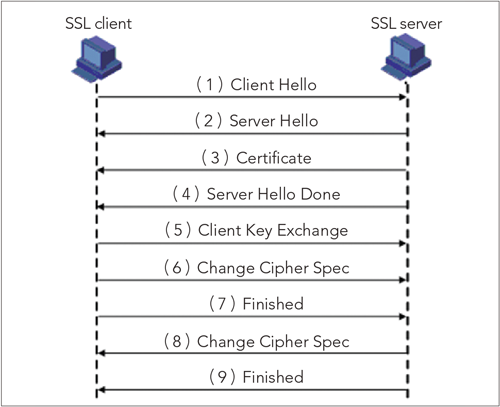 SSL client
SSL server
(1) Client Hello
(2) Server Hello
(3) Certificate
(4) Server Hello Done
(5) Client Key Exchange
(6) Change Cipher Spec
(7) Finished
(8) Change Cipher Spec
(9) Finished